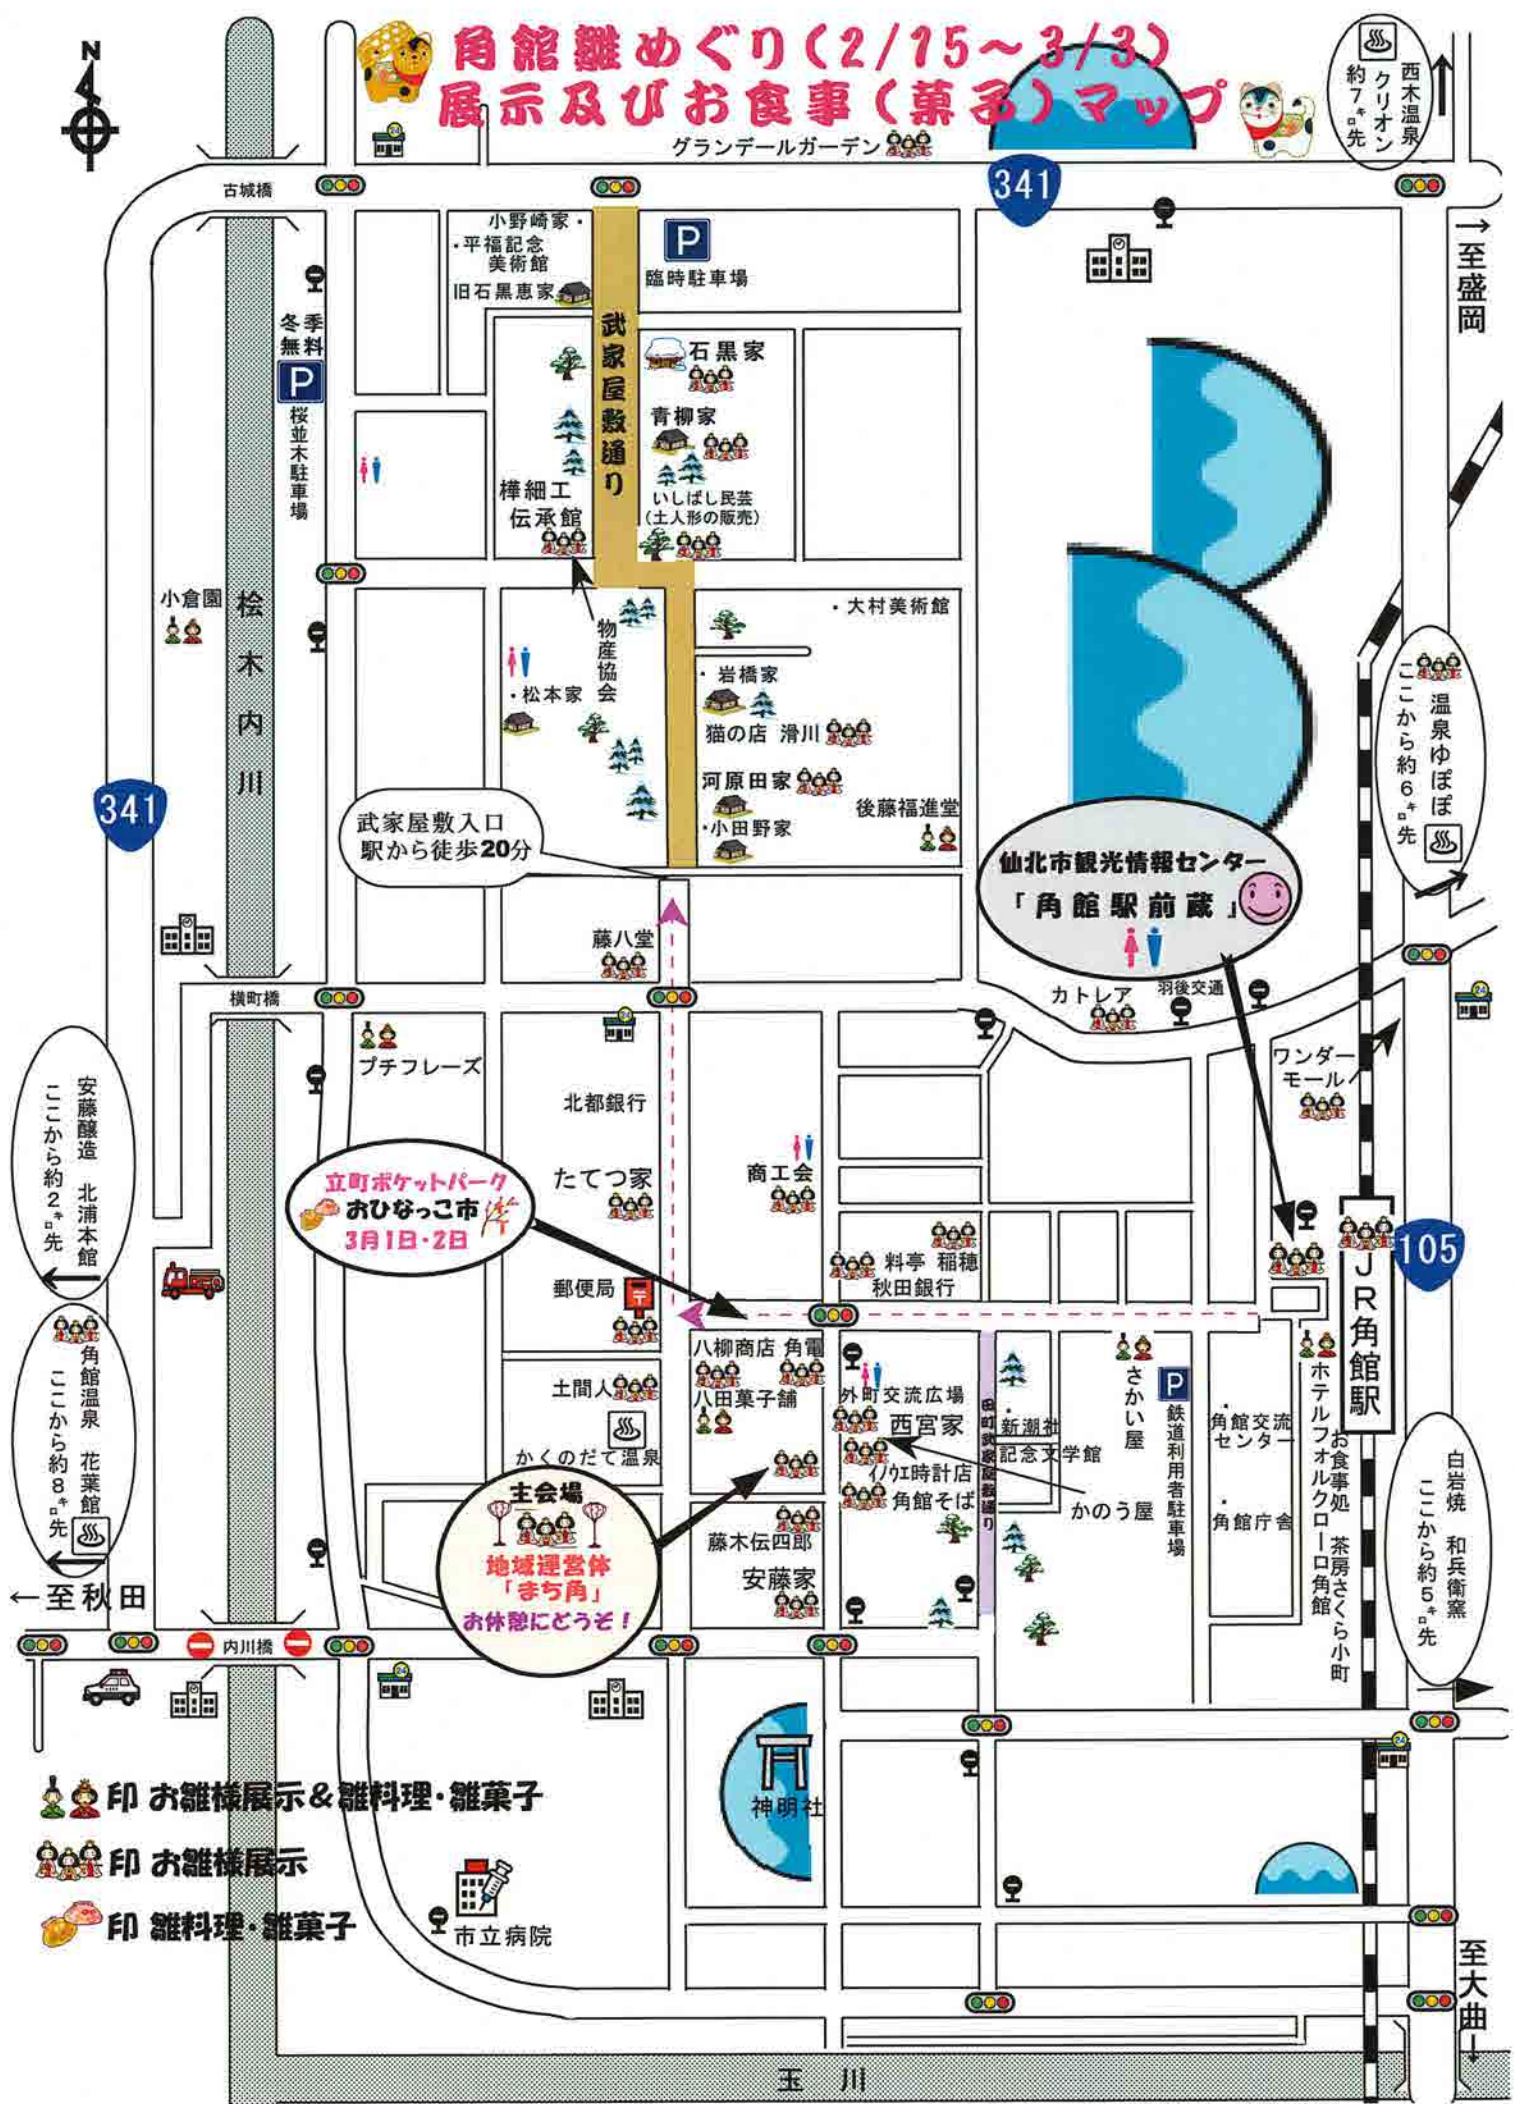 角館雛めぐり(2/15～3/3)
展示及びお食事(菓子)マップ
N
西木温泉
クリオン
約7㌔先
グランデールガーデン
古城橋
341
→至盛岡
小野崎家・
・平福記念
美術館
旧石黒恵家
P
臨時駐車場
冬季
無料
P
桜並木駐車場
武家屋敷通り
石黒家
青柳家
いしばし民芸
(土人形の販売)
樺細工
伝承館
小倉園
桧木内川
物産協会
・大村美術館
・松本家
・岩橋家
猫の店 滑川
河原田家
・小田野家
後藤福進堂
温泉ゆぽぽ
ここから約6㌔先
341
武家屋敷入口
駅から徒歩20分
仙北市観光情報センター
「角館駅前蔵」
藤八堂
横町橋
カトレア
羽後交通
プチフレーズ
ワンダー
モール
北都銀行
安藤醸造 北浦本館
ここから約2㌔先
立町ポケットパーク
おひなっこ市
3月1日・2日
たてつ家
商工会
料亭 稲穂
秋田銀行
郵便局
〒
105
JR角館駅
角館温泉 花葉館
ここから約8㌔先
八柳商店 角電
八田菓子舗
土間人
かくのだて温泉
外町交流広場
西宮家
イノウエ時計店
角館そば
田町武家屋敷通り
・新潮社
記念文学館
かのう屋
さかい屋
P
鉄道利用者駐車場
・角館交流
センター
・角館庁舎
ホテルフォルクローロ角館
お食事処 茶房さくら小町
白岩焼 和兵衛窯
ここから約5㌔先
主会場
地域運営体
「まち角」
お休憩にどうぞ！
藤木伝四郎
安藤家
←至秋田
内川橋
神明社
印 お雛様展示&雛料理・雛菓子
印 お雛様展示
印 雛料理・雛菓子
市立病院
至大曲→
玉川